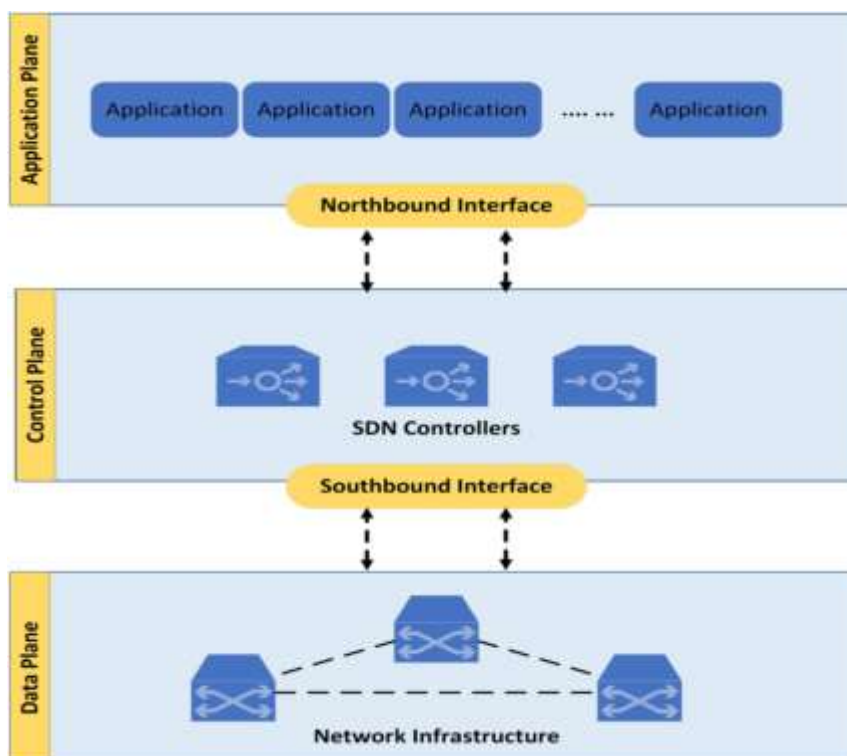 Application Plane
Application
Application
Application
.... ...
Application
Northbound Interface
Control Plane
SDN Controllers
Southbound Interface
Data Plane
Network Infrastructure